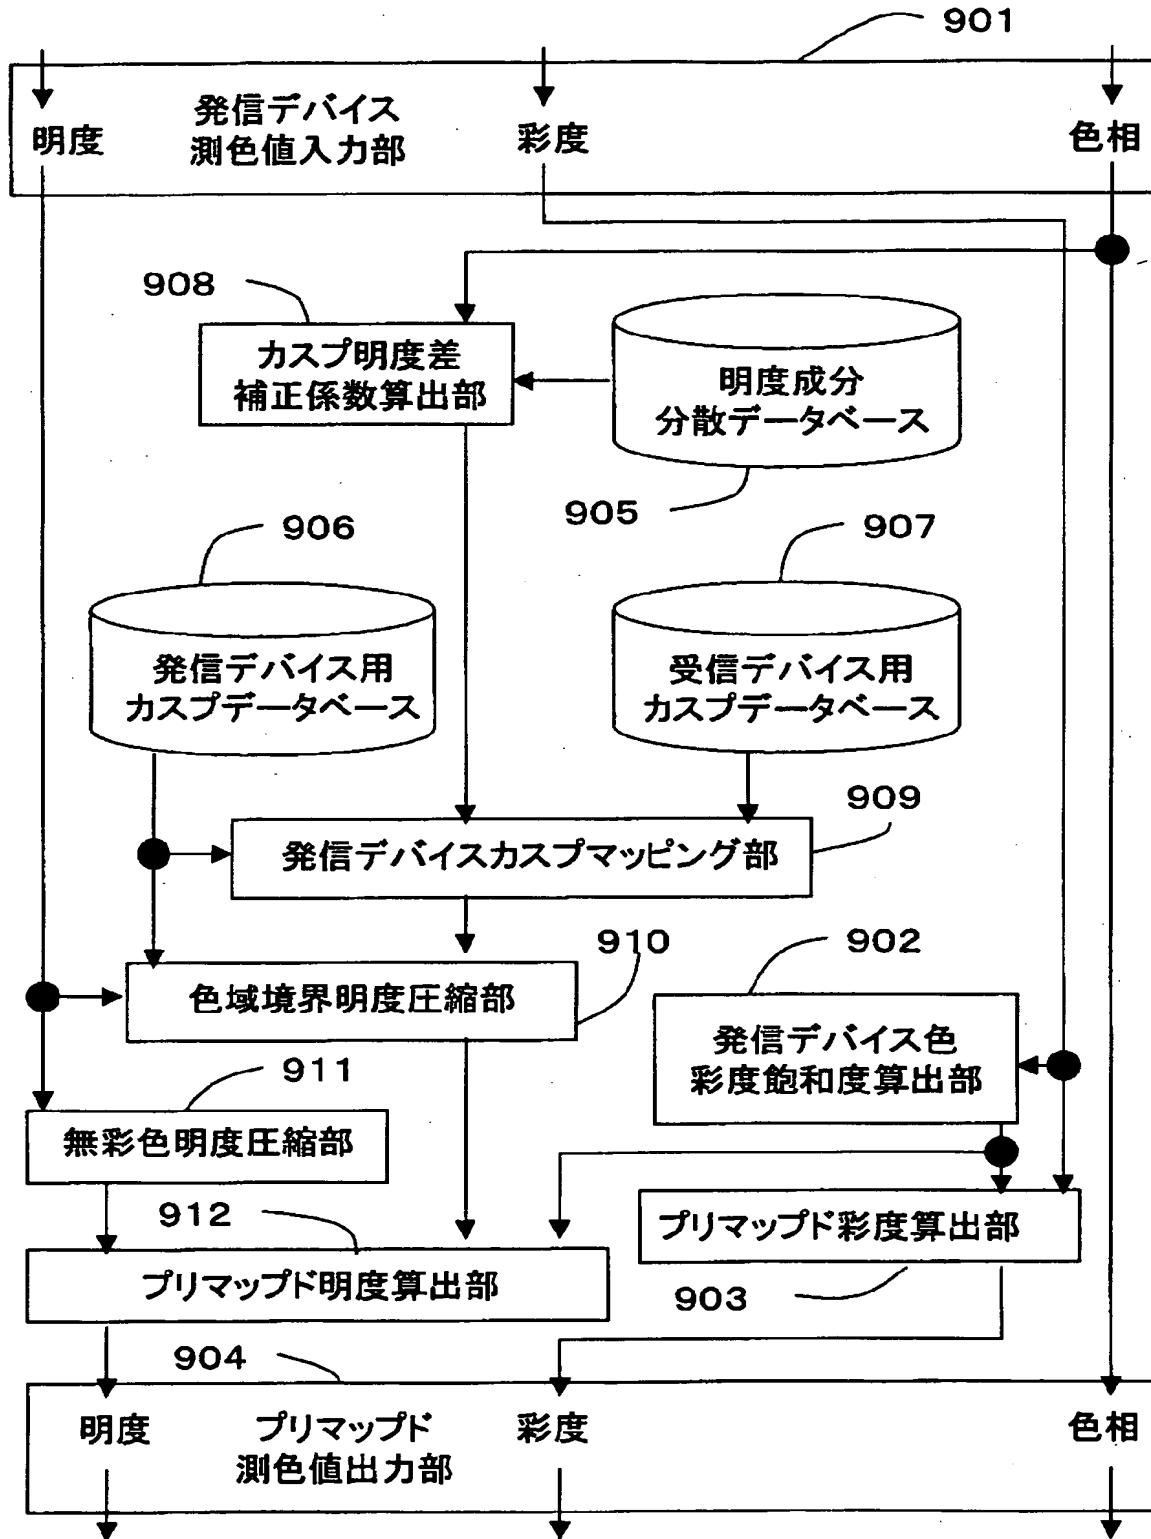 901
発信デバイス
測色値入力部
明度
彩度
色相
908
カスプ明度差
補正係数算出部
明度成分
分散データベース
905
906
907
発信デバイス用
カスプデータベース
受信デバイス用
カスプデータベース
909
発信デバイスカスプマッピング部
910
902
色域境界明度圧縮部
発信デバイス色
彩度飽和度算出部
911
無彩色明度圧縮部
912
プリマップド彩度算出部
プリマップド明度算出部
903
904
明度
プリマップド
測色値出力部
彩度
色相